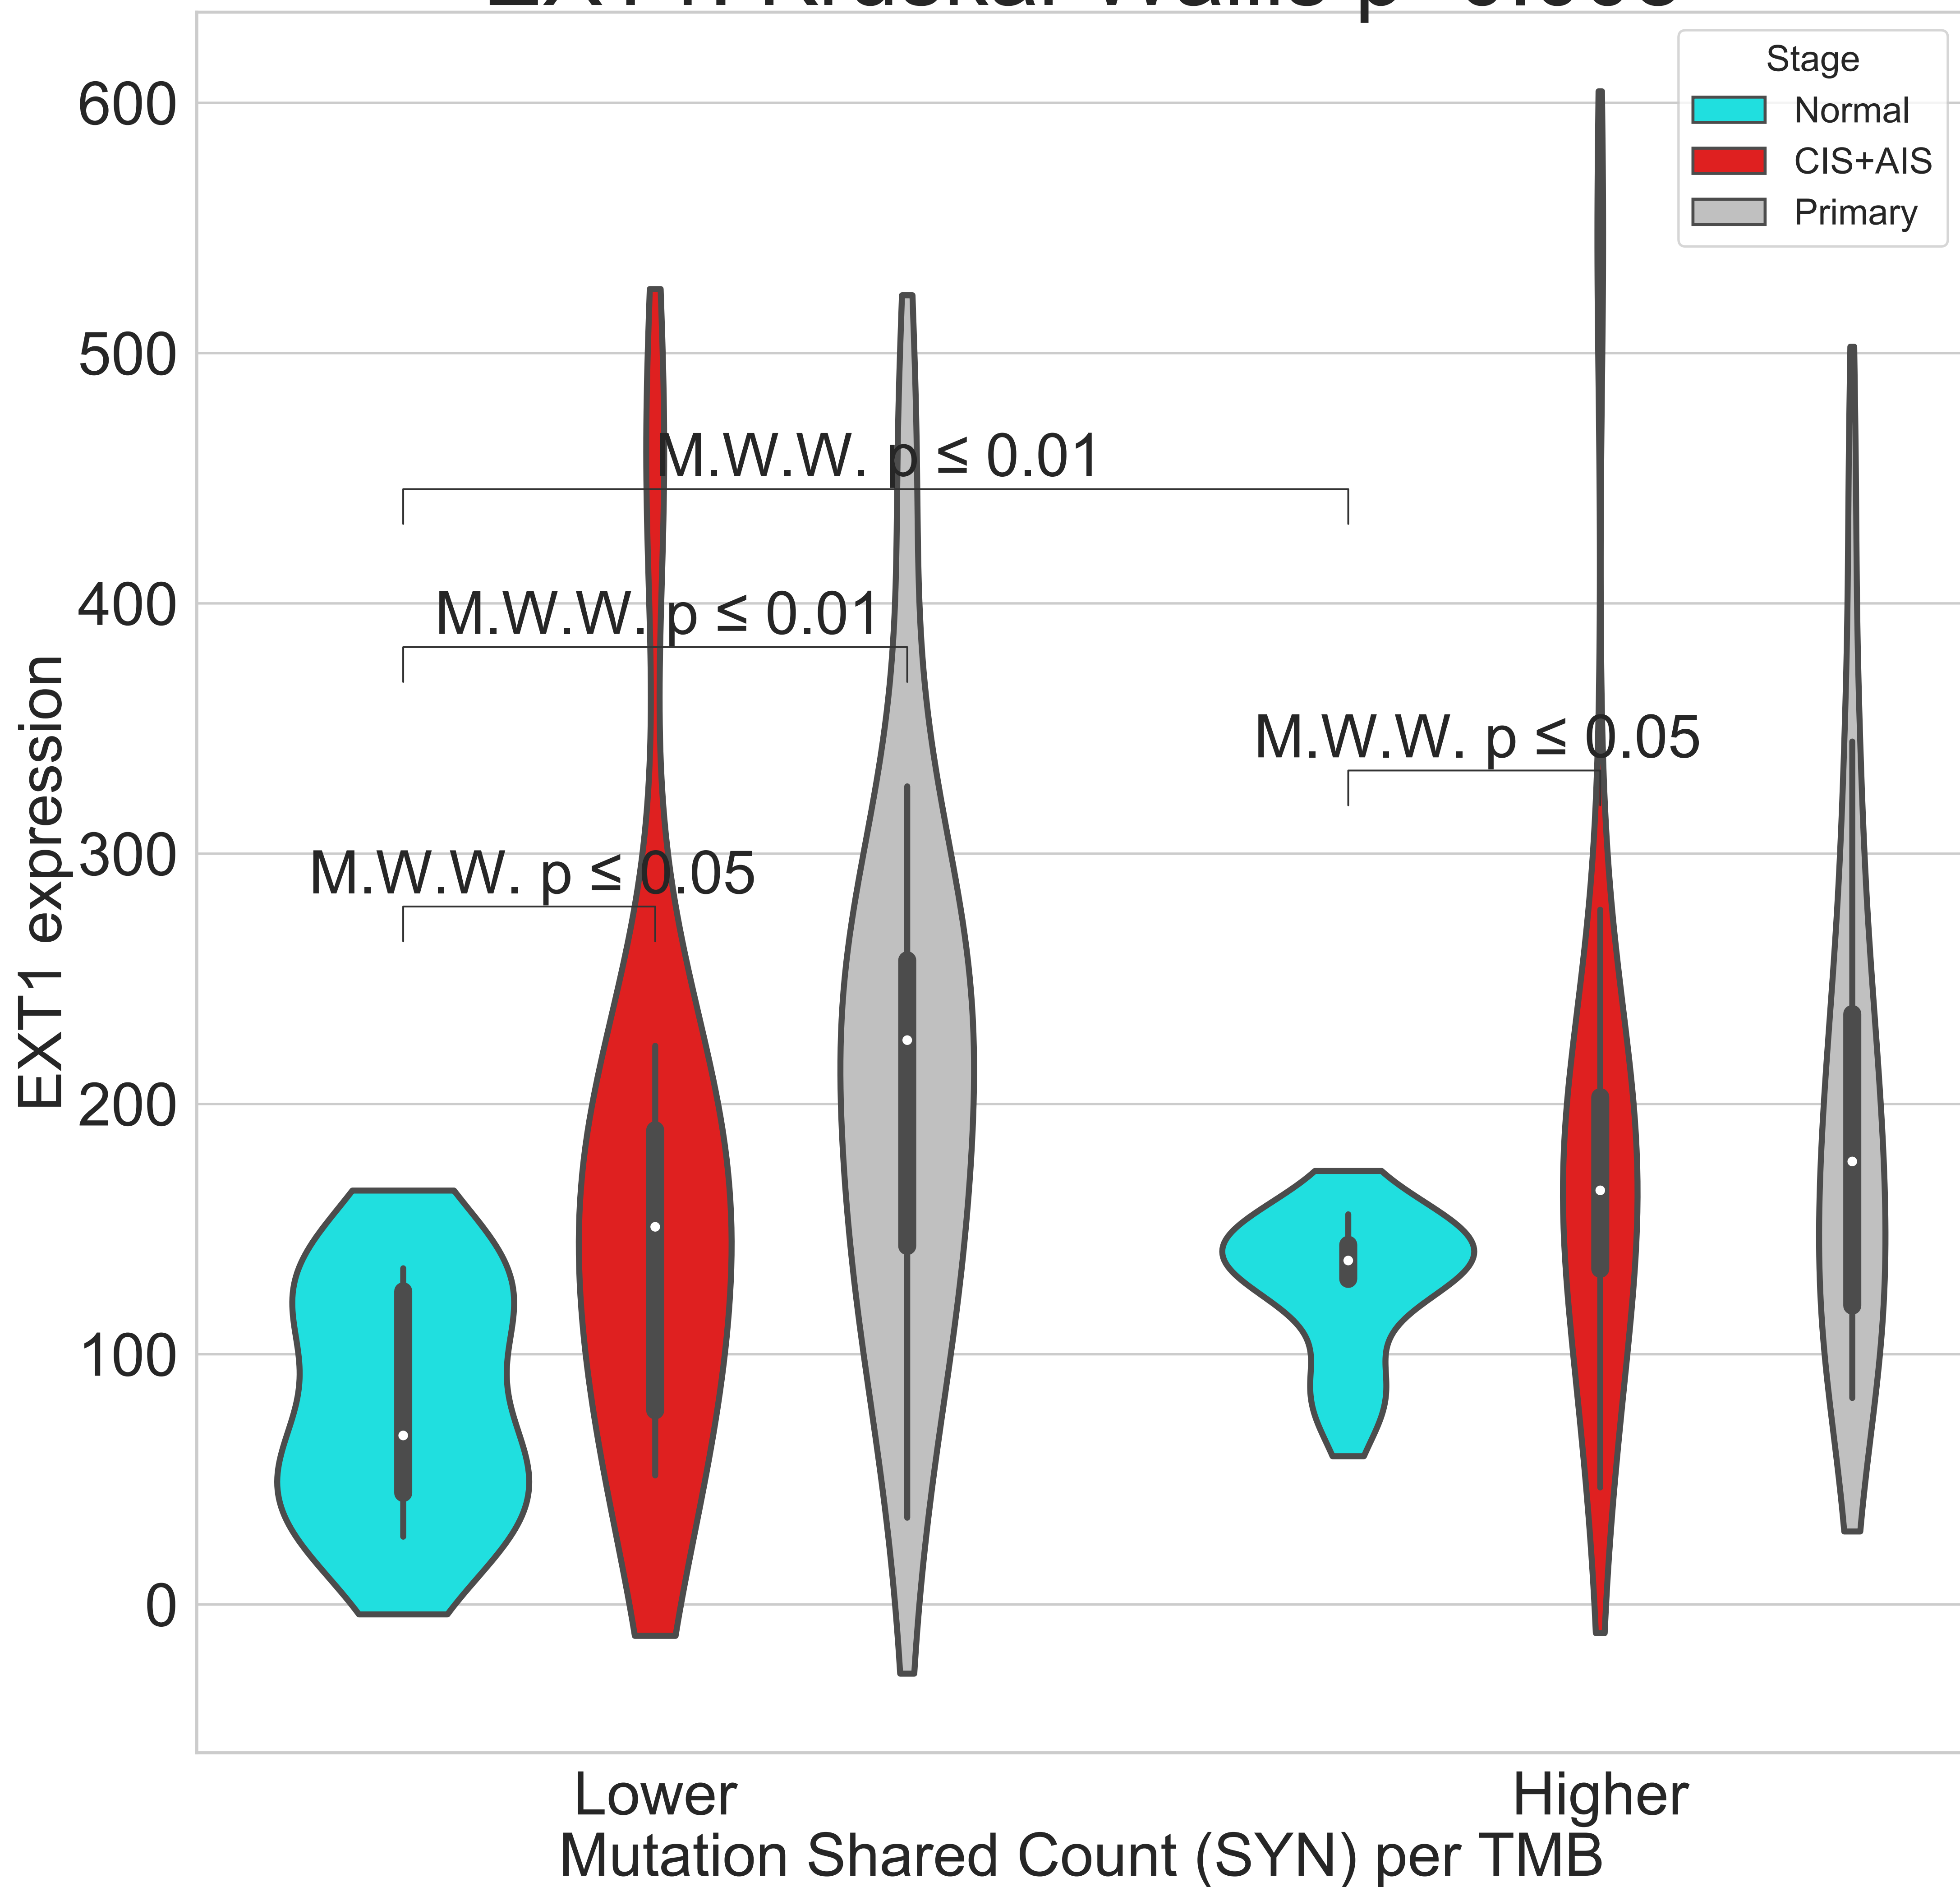 Stage
Normal
CIS+AIS
Primary
600
500
400
300
200
100
0
EXT1 expression
M.W.W. p ≤ 0.01
M.W.W. p ≤ 0.01
M.W.W. p ≤ 0.05
M.W.W. p ≤ 0.05
Lower
Higher
Mutation Shared Count (SYN) per TMB